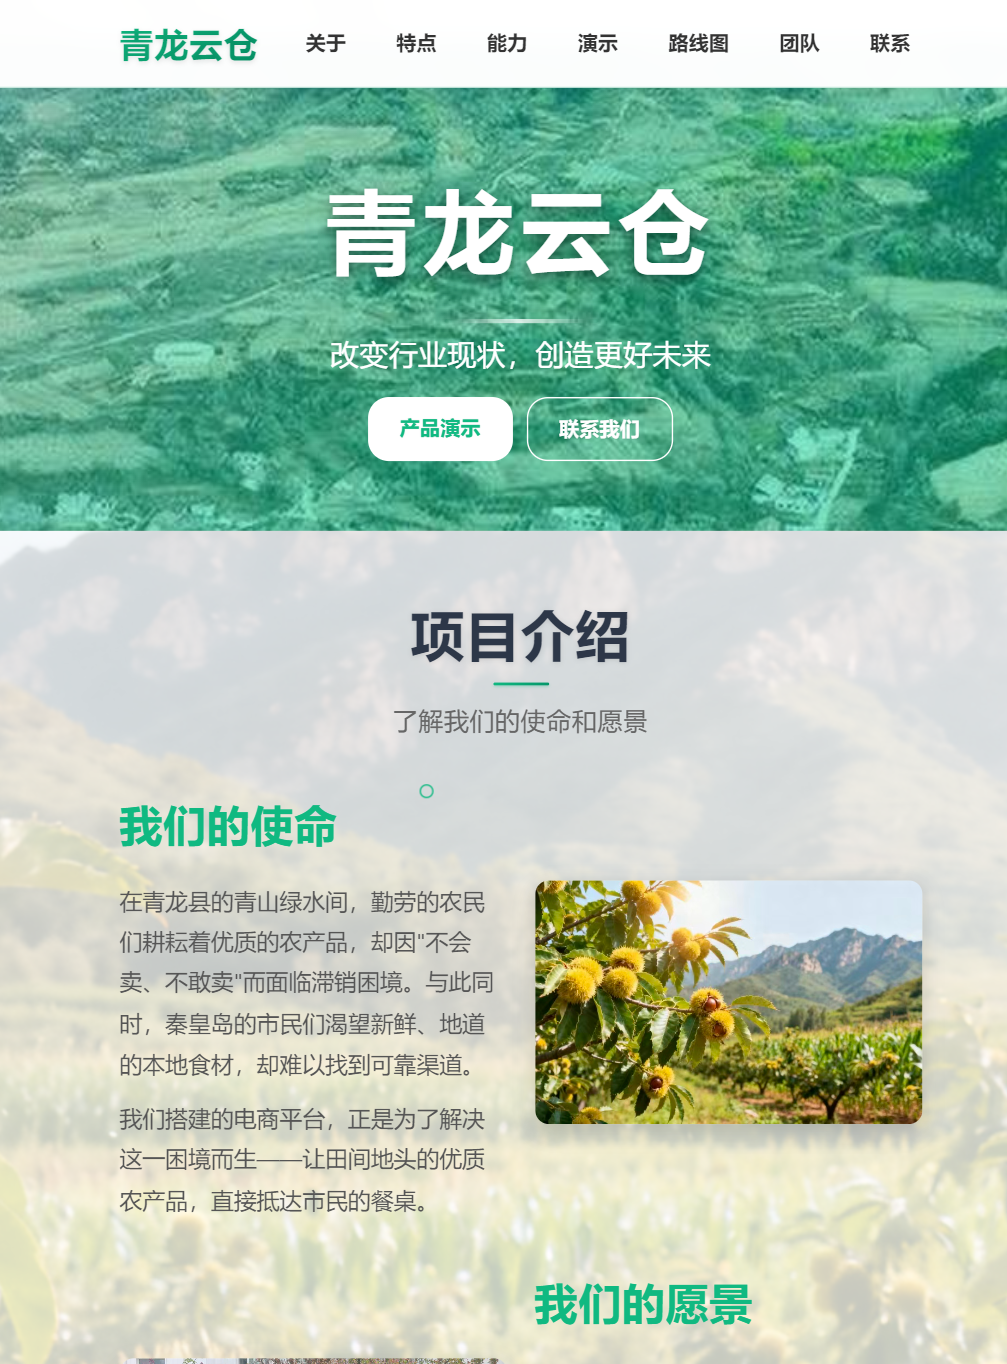 青龙云仓
关于 特点 能力 演示 路线图 团队 联系
青龙云仓
改变行业现状，创造更好未来
产品演示 联系我们
项目介绍
了解我们的使命和愿景
我们的使命
在青龙县的青山绿水间，勤劳的农民
们耕耘着优质的农产品，却因"不会
卖、不敢卖"而面临滞销困境。与此同
时，秦皇岛的市民们渴望新鲜、地道
的本地食材，却难以找到可靠渠道。
我们搭建的电商平台，正是为了解决
这一困境而生——让田间地头的优质
农产品，直接抵达市民的餐桌。
我们的愿景